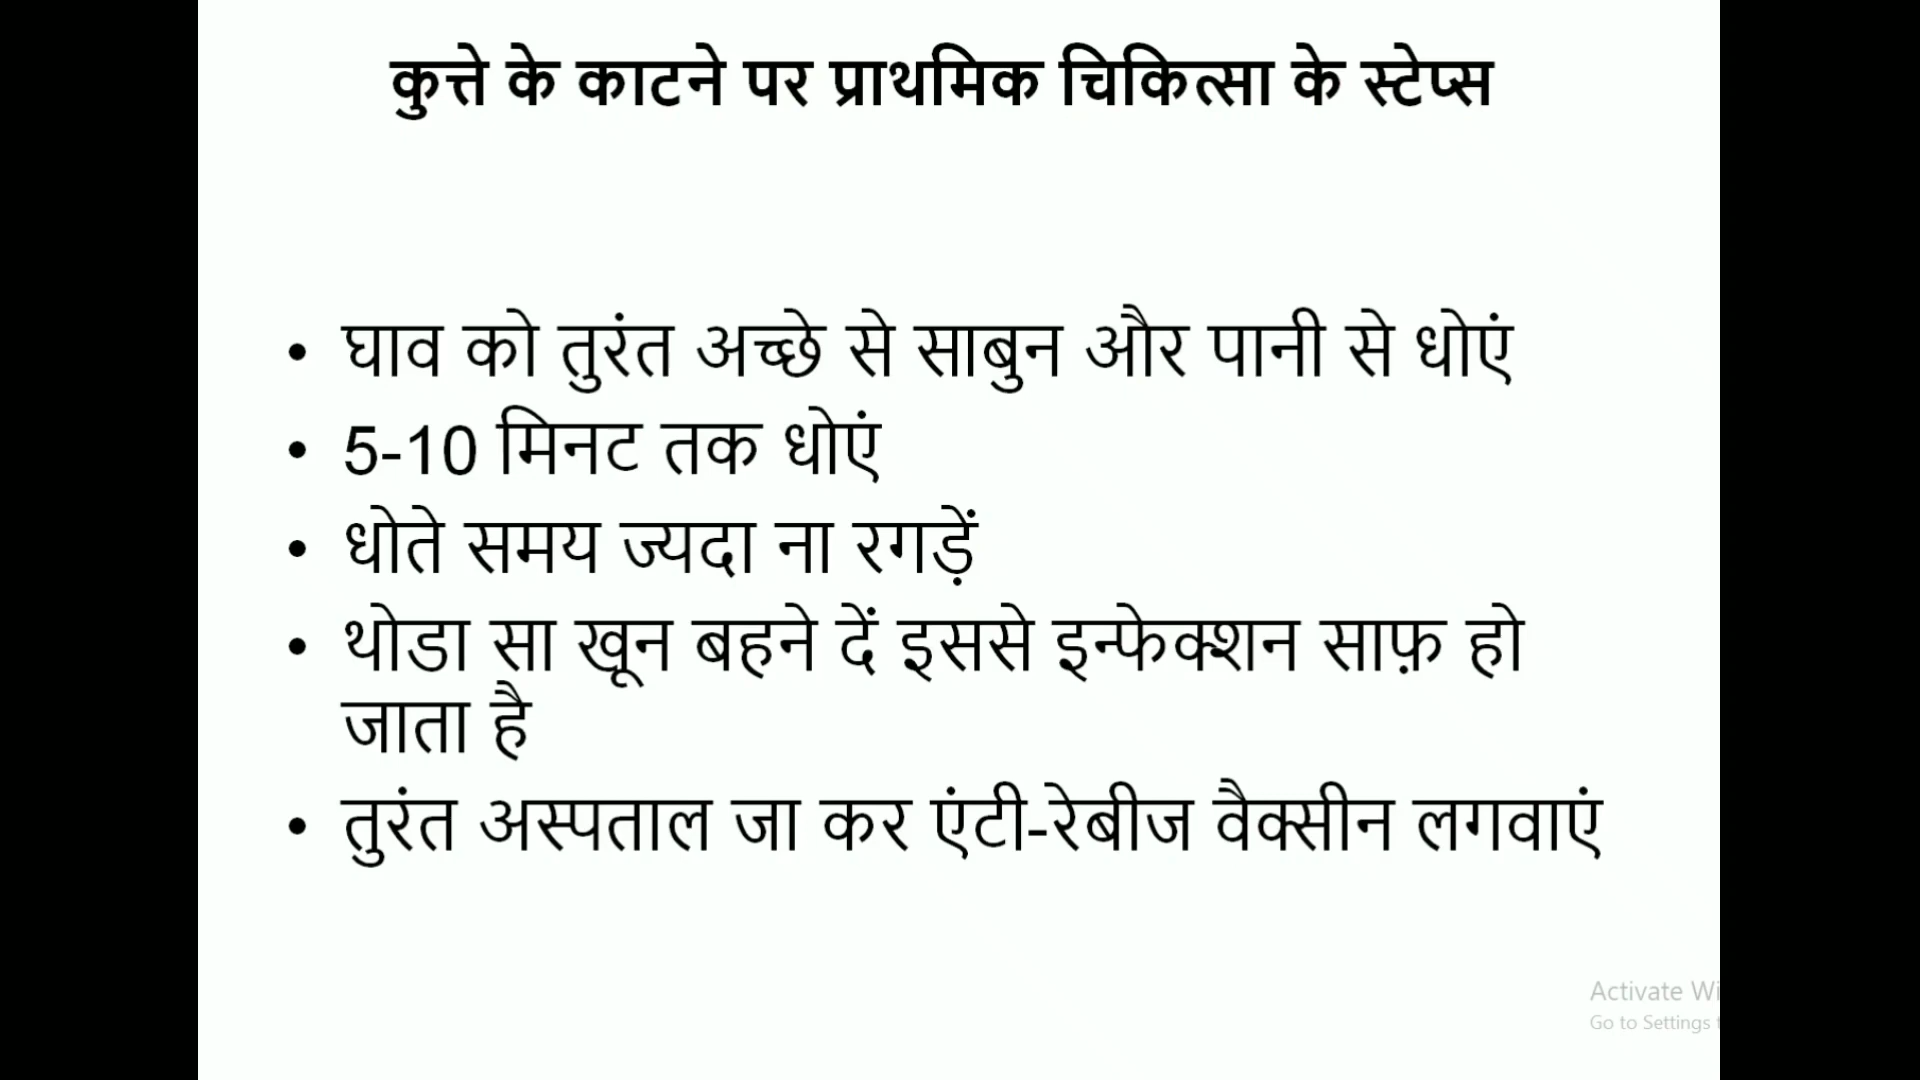 कुत्ते के काटने पर प्राथमिक चिकित्सा के स्टेप्स
• घाव को तुरंत अच्छे से साबुन और पानी से धोएं
• 5-10 मिनट तक धोएं
• धोते समय ज्यदा ना रगड़ें
• थोडा सा खून बहने दें इससे इन्फेक्शन साफ़ हो
जाता है
• तुरंत अस्पताल जा कर एंटी-रेबीज वैक्सीन लगवाएं
Activate Wi
Go to Settings